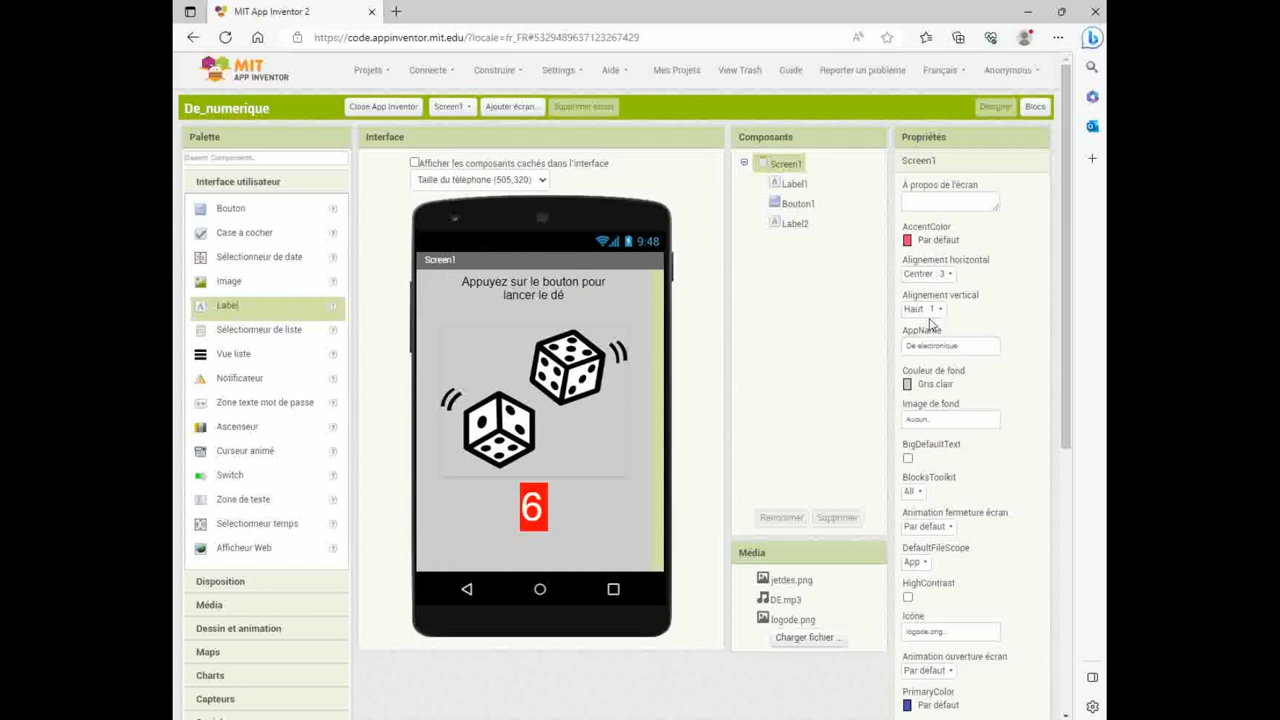 MIT App Inventor 2
https://code.appinventor.mit.edu/?locale=fr_FR#5329489637123267429
MIT
APP INVENTOR
Projets
Connecte
Construire
Settings
Aide
Mes Projets
View Trash
Guide
Reporter un problème
Français
Anonymous
De_numerique
Close App Inventor
Screen1
Ajouter écran...
Supprimer écran
Designer
Blocs
Palette
Search Components...
Interface utilisateur
Bouton
Case à cocher
Sélectionneur de date
Image
Label
Sélectionneur de liste
Vue liste
Notificateur
Zone texte mot de passe
Ascenseur
Curseur animé
Switch
Zone de texte
Sélectionneur temps
Afficheur Web
Disposition
Média
Dessin et animation
Maps
Charts
Capteurs
Interface
Afficher les composants cachés dans l'interface
Taille du téléphone (505,320)
9:48
Screen1
Appuyez sur le bouton pour
lancer le dé
6
Composants
Screen1
Label1
Bouton1
Label2
Renommer
Supprimer
Média
jetdes.png
DE.mp3
logode.png
Charger fichier ...
Propriétés
Screen1
À propos de l'écran
AccentColor
Par défaut
Alignement horizontal
Centrer : 3
Alignement vertical
Haut 1
AppName
De electronique
Couleur de fond
Gris clair
Image de fond
Aucun...
BigDefaultText
BlocksToolkit
All
Animation fermeture écran
Par défaut
DefaultFileScope
App
HighContrast
Icône
logode.png...
Animation ouverture écran
Par défaut
PrimaryColor
Par défaut